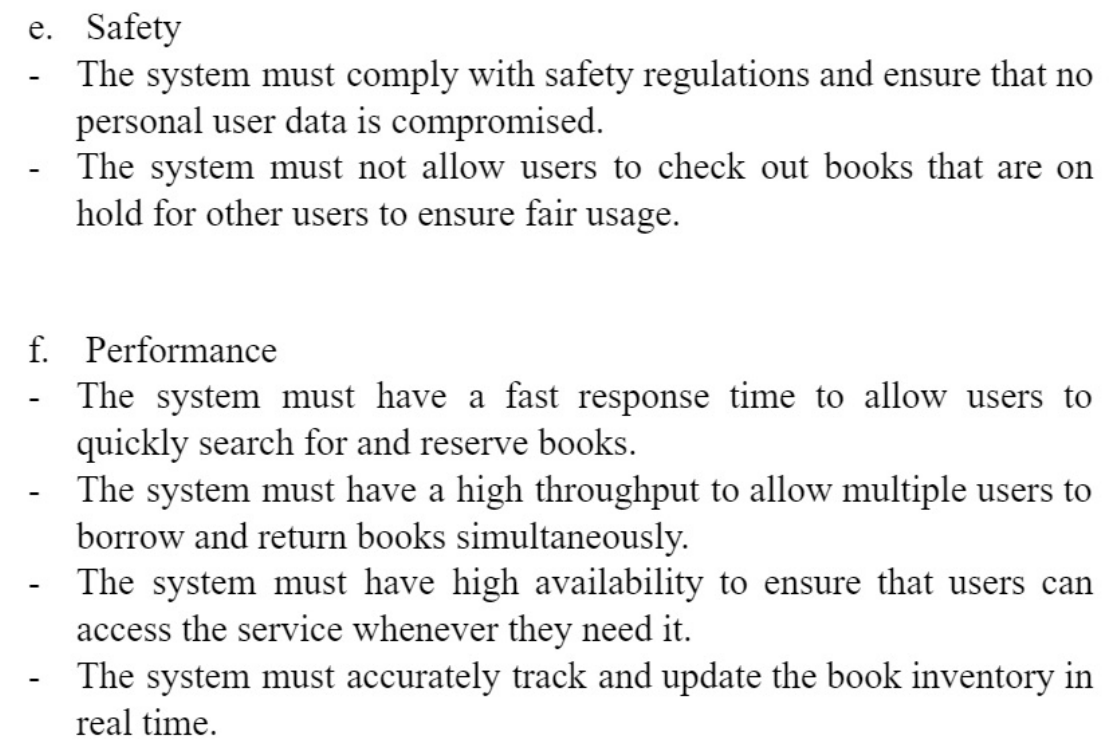 e. Safety
- The system must comply with safety regulations and ensure that no
personal user data is compromised.
- The system must not allow users to check out books that are on
hold for other users to ensure fair usage.
f. Performance
- The system must have a fast response time to allow users to
quickly search for and reserve books.
- The system must have a high throughput to allow multiple users to
borrow and return books simultaneously.
- The system must have high availability to ensure that users can
access the service whenever they need it.
- The system must accurately track and update the book inventory in
real time.